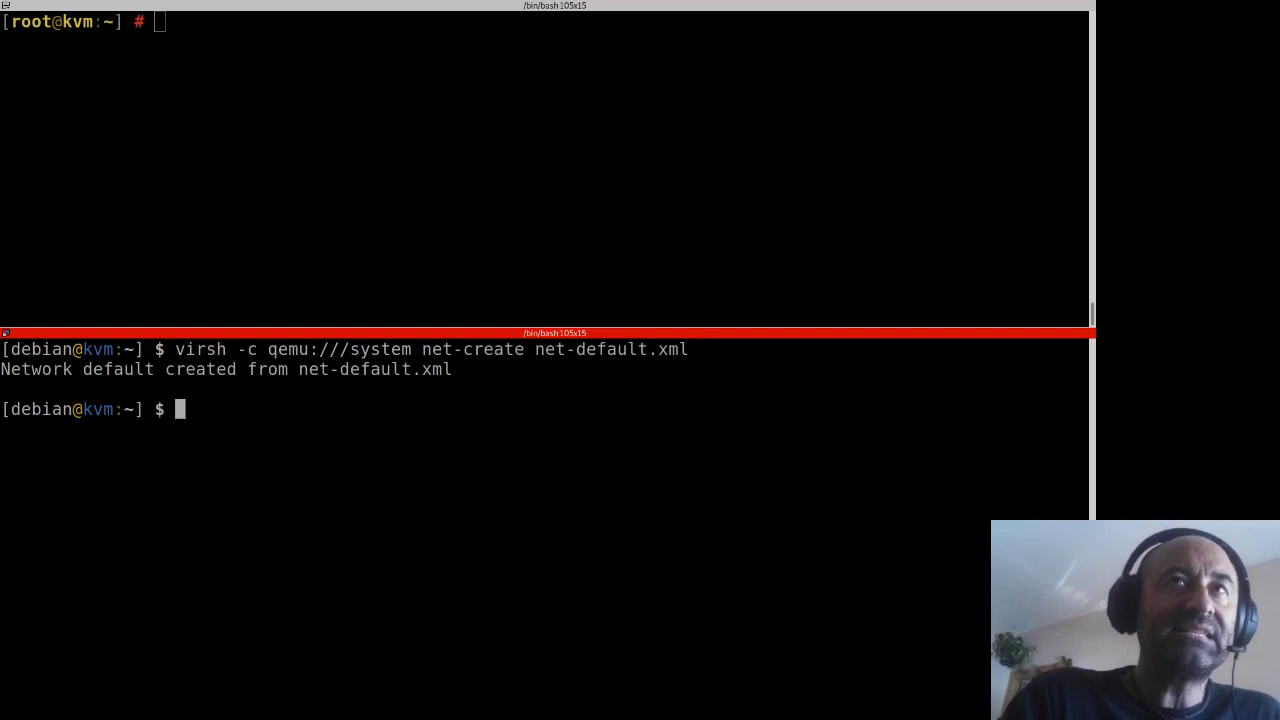 /bin/bash 105x15
[root@kvm:~] #
/bin/bash 105x15
[debian@kvm:~] $ virsh -c qemu:///system net-create net-default.xml
Network default created from net-default.xml
[debian@kvm:~] $